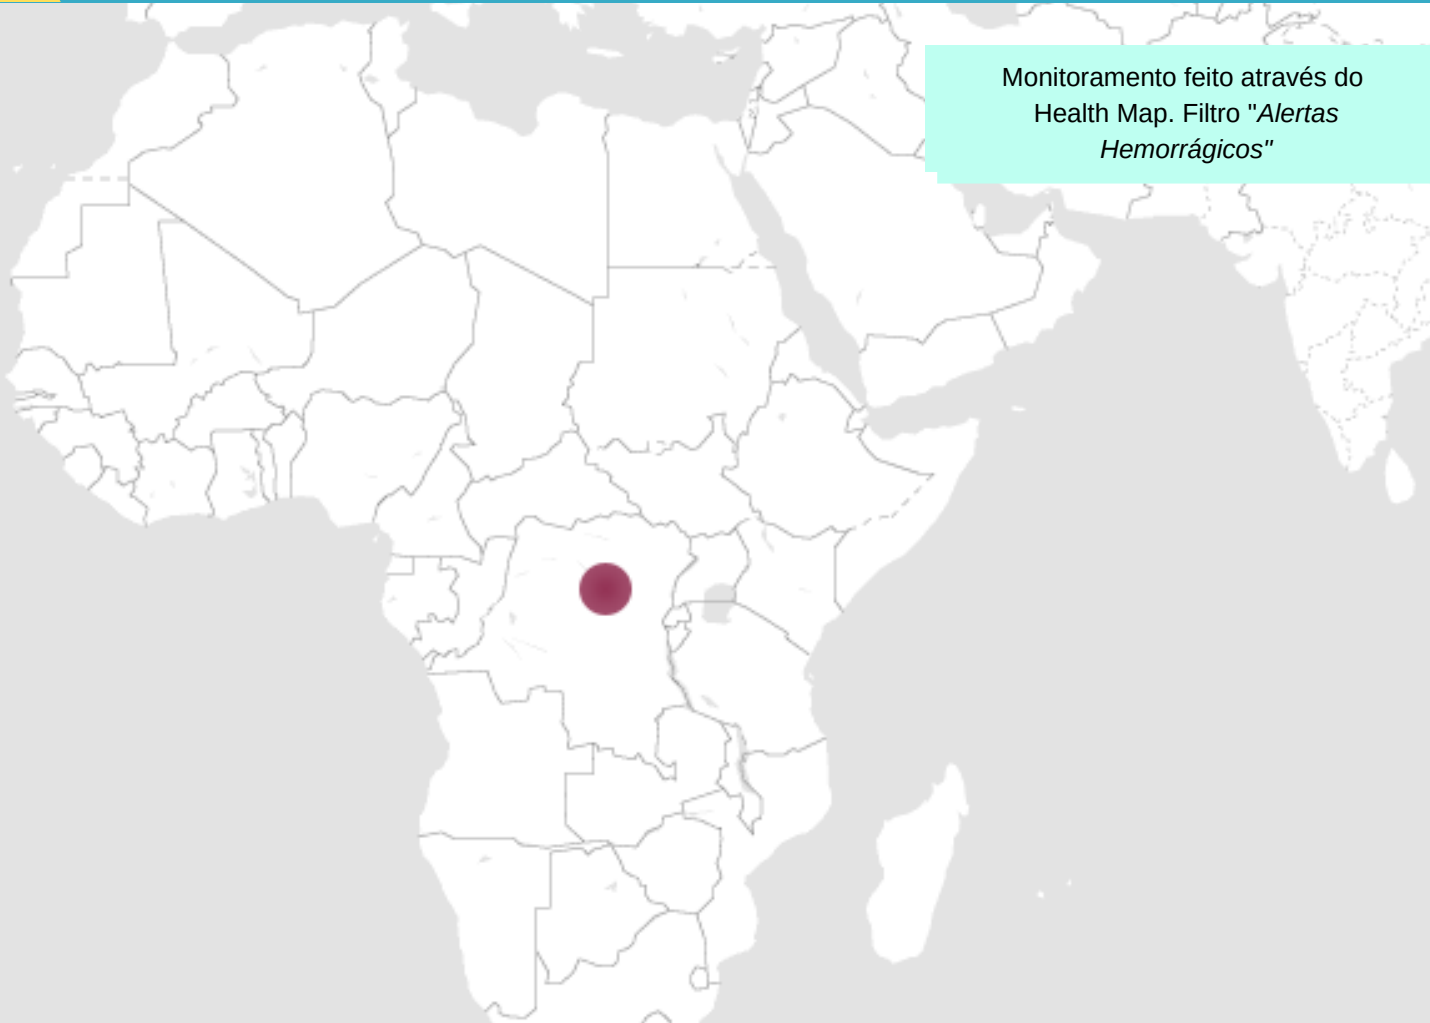 Monitoramento feito através do
Health Map. Filtro "Alertas
Hemorrágicos"